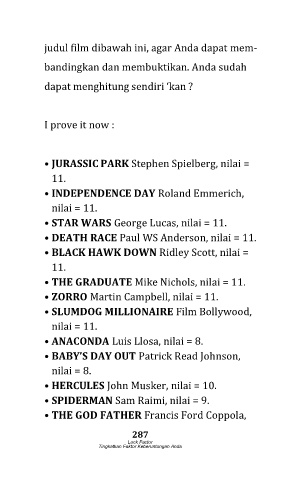 judul film dibawah ini, agar Anda dapat mem-
bandingkan dan membuktikan. Anda sudah
dapat menghitung sendiri ‘kan ?
I prove it now :
• JURASSIC PARK Stephen Spielberg, nilai =
11.
• INDEPENDENCE DAY Roland Emmerich,
nilai = 11.
• STAR WARS George Lucas, nilai = 11.
• DEATH RACE Paul WS Anderson, nilai = 11.
• BLACK HAWK DOWN Ridley Scott, nilai =
11.
• THE GRADUATE Mike Nichols, nilai = 11.
• ZORRO Martin Campbell, nilai = 11.
• SLUMDOG MILLIONAIRE Film Bollywood,
nilai = 11.
• ANACONDA Luis Llosa, nilai = 8.
• BABY’S DAY OUT Patrick Read Johnson,
nilai = 8.
• HERCULES John Musker, nilai = 10.
• SPIDERMAN Sam Raimi, nilai = 9.
• THE GOD FATHER Francis Ford Coppola,
287
Luck Factor
Tingkatkan Faktor Keberuntungan Anda